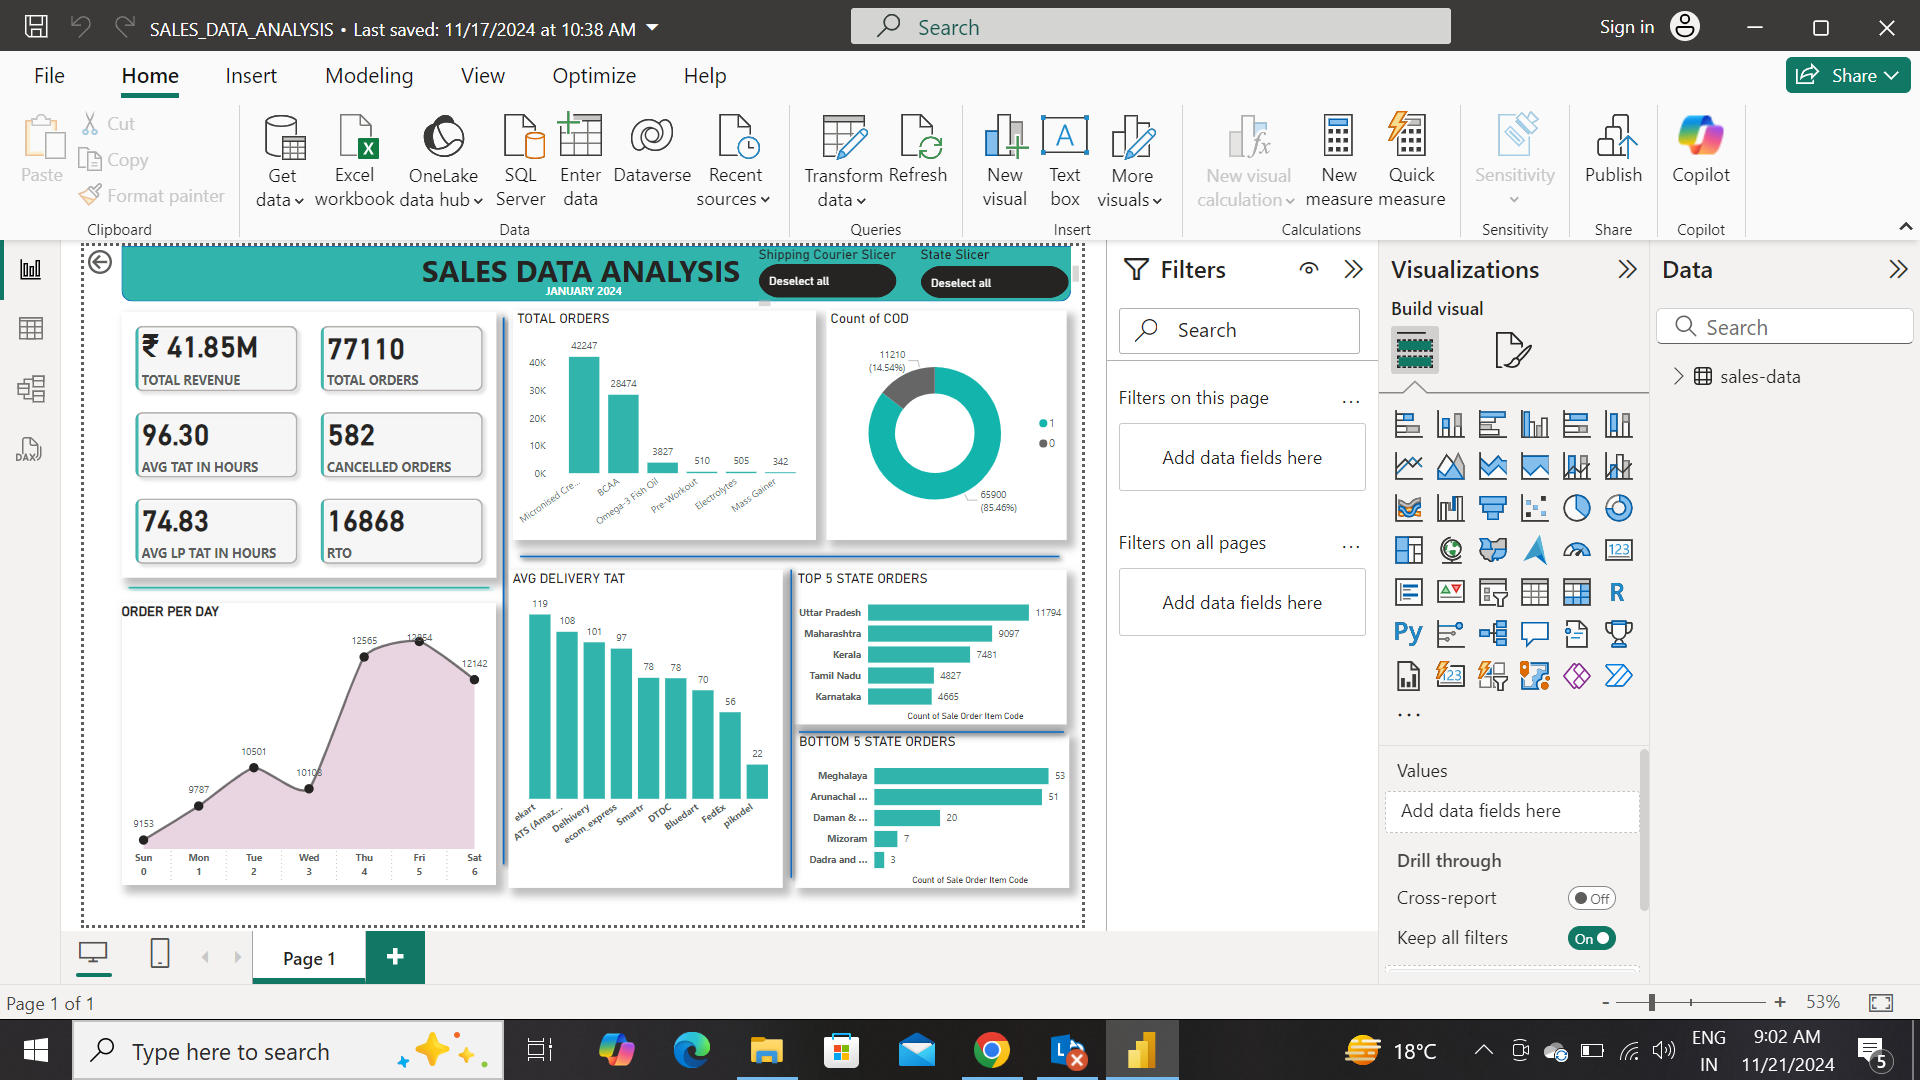 SALES_DATA_ANALYSIS • Last saved: 11/17/2024 at 10:38 AM
Search
Sign in
File
Home
Insert
Modeling
View
Optimize
Help
Share
Paste
Cut
Copy
Format painter
Clipboard
Get data
Excel workbook
OneLake data hub
SQL Server
Enter data
Dataverse
Recent sources
Data
Transform data
Refresh
Queries
New visual
Text box
A
More visuals
Insert
New visual calculation
New measure
Quick measure
Calculations
Sensitivity
Sensitivity
Publish
Share
Copilot
Copilot
DAX
SALES DATA ANALYSIS
JANUARY 2024
Shipping Courier Slicer
Deselect all
State Slicer
Deselect all
₹ 41.85M
TOTAL REVENUE
77110
TOTAL ORDERS
96.30
AVG TAT IN HOURS
582
CANCELLED ORDERS
74.83
AVG LP TAT IN HOURS
16868
RTO
TOTAL ORDERS
40K
30K
20K
10K
0K
42247
28474
3827
510
505
342
Micronised Cre...
BCAA
Omega-3 Fish Oil
Pre-Workout
Electrolytes
Mass Gainer
Count of COD
11210
(14.54%)
65900
(85.46%)
1
0
ORDER PER DAY
9153
9787
10501
10108
12565
12142
Sun Mon Tue Wed Thu Fri Sat
0 1 2 3 4 5 6
AVG DELIVERY TAT
119
108
101
97
78
78
70
56
22
ekart
ATS (Amaz...
Delhivery
ecom_express
Smartr
DTDC
Bluedart
FedEx
pikndel
TOP 5 STATE ORDERS
Uttar Pradesh 11794
Maharashtra 9097
Kerala 7481
Tamil Nadu 4827
Karnataka 4665
Count of Sale Order Item Code
BOTTOM 5 STATE ORDERS
Meghalaya 53
Arunachal ... 51
Daman & ... 20
Mizoram 7
Dadra and ... 3
Count of Sale Order Item Code
Filters
Search
Filters on this page ...
Add data fields here
Filters on all pages ...
Add data fields here
Visualizations
Build visual
123
R
Py
123
...
Values
Add data fields here
Drill through
Cross-report Off
Keep all filters On
Data
Search
sales-data
Page 1
Page 1 of 1
- + 53%
Type here to search
18°C
ENG
IN
9:02 AM
11/21/2024
5